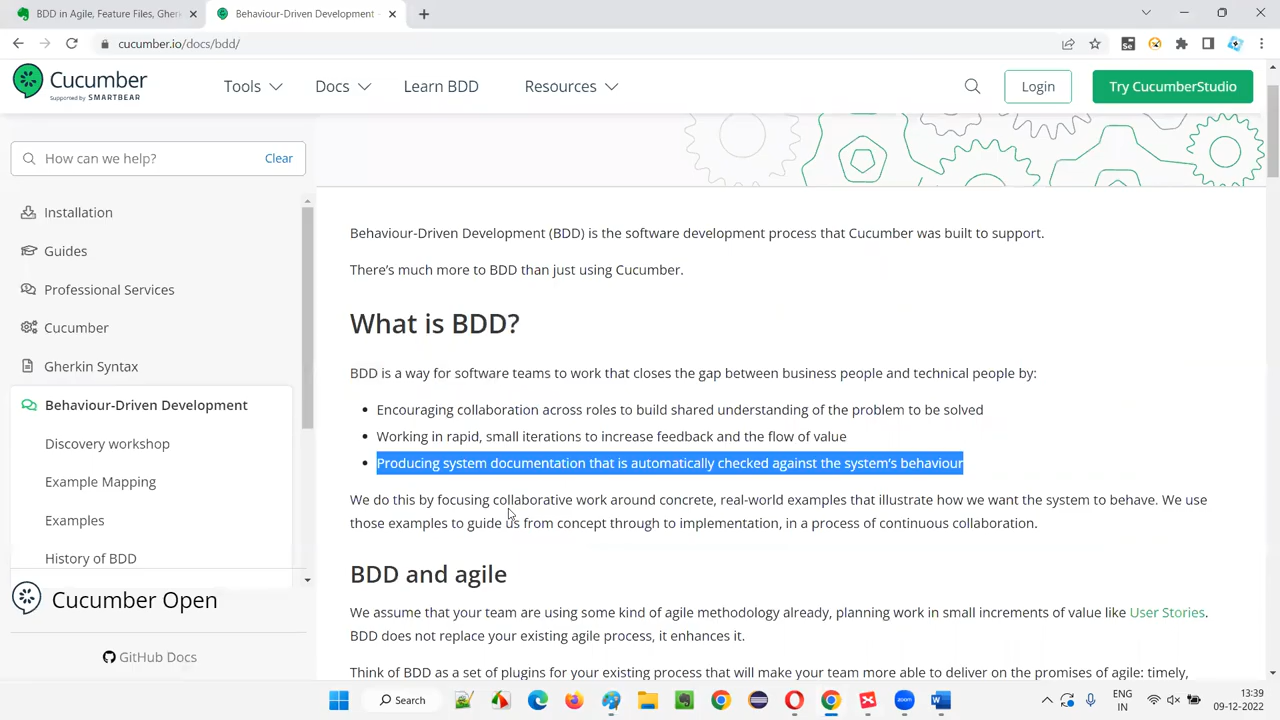 BDD in Agile, Feature Files, Gherk
Behaviour-Driven Development -
cucumber.io/docs/bdd/
Cucumber
Supported by SMARTBEAR
Tools
Docs
Learn BDD
Resources
Login
Try CucumberStudio
How can we help?
Clear
Installation
Guides
Professional Services
Cucumber
Gherkin Syntax
Behaviour-Driven Development
Discovery workshop
Example Mapping
Examples
History of BDD
Cucumber Open
GitHub Docs
Behaviour-Driven Development (BDD) is the software development process that Cucumber was built to support.
There's much more to BDD than just using Cucumber.
What is BDD?
BDD is a way for software teams to work that closes the gap between business people and technical people by:
• Encouraging collaboration across roles to build shared understanding of the problem to be solved
• Working in rapid, small iterations to increase feedback and the flow of value
• Producing system documentation that is automatically checked against the system's behaviour
We do this by focusing collaborative work around concrete, real-world examples that illustrate how we want the system to behave. We use
those examples to guide us from concept through to implementation, in a process of continuous collaboration.
BDD and agile
We assume that your team are using some kind of agile methodology already, planning work in small increments of value like User Stories.
BDD does not replace your existing agile process, it enhances it.
Think of BDD as a set of plugins for your existing process that will make your team more able to deliver on the promises of agile: timely,
Search
zoom
ENG
IN
13:39
09-12-2022